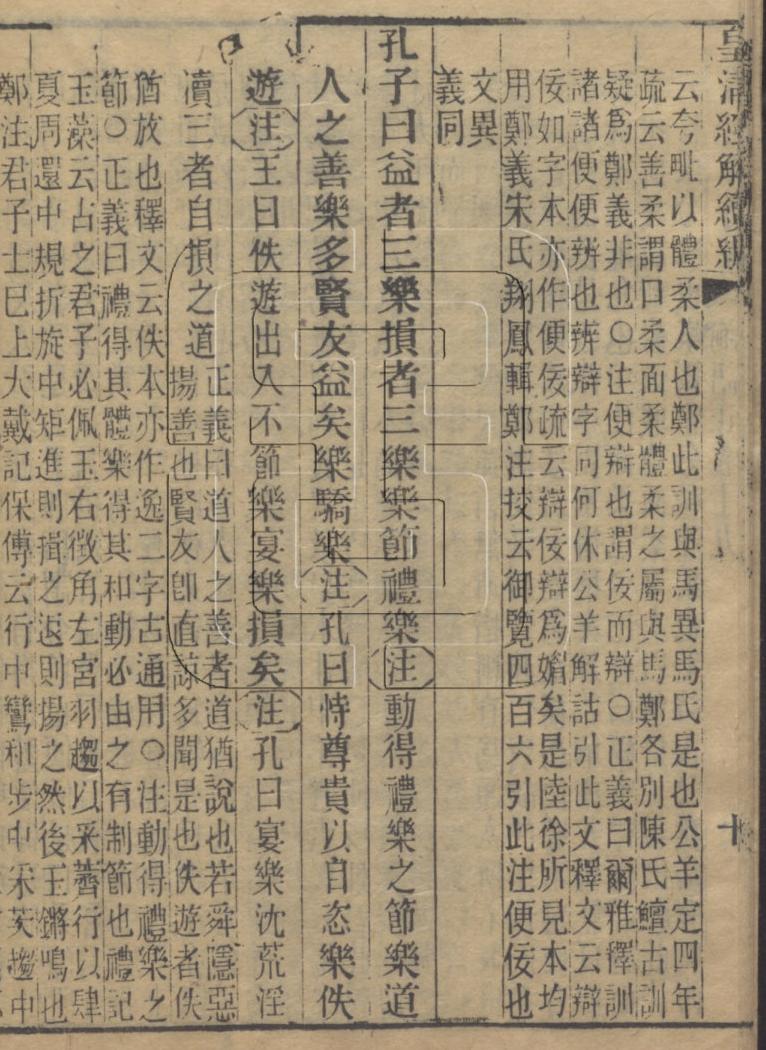 皇清經解續編
十
云夸毗以體柔人也鄭此訓與馬異馬氏是也公羊定四年
疏云善柔謂口柔面柔體柔之屬與馬鄭各別陳氏鱣古訓
疑為鄭義非也○注便辯也謂佞而辯○正義曰爾雅釋訓
諸諸便便辨也辨辯字同何休公羊解詁引此文釋文云辯
佞如字本亦作便佞疏云辯佞辯為媚矣是陸徐所見本均
用鄭義宋氏翔鳳輯鄭注按云御覽四百六引此注便佞也
文異
義同
孔子曰益者三樂損者三樂樂節禮樂注動得禮樂之節樂道
人之善樂多賢友益矣樂驕樂注孔曰恃尊貴以自恣樂佚
遊注王曰佚遊出入不節樂宴樂損矣注孔曰宴樂沈荒淫
瀆三者自損之道
正義曰道人之善者道猶說也若舜隱惡
揚善也賢友卽直諒多聞是也佚遊者佚
猶放也釋文云佚本亦作逸二字古通用○注動得禮樂之
節○正義曰禮得其體樂得其和動必由之有制節也禮記
玉藻云古之君子必佩玉右徵角左宮羽趨以采薺行以肆
夏周還中規折旋中矩進則揖之返則揚之然後玉鏘鳴也
鄭注君子士巳上大戴記保傅云行中鸞和步中采茨趨中